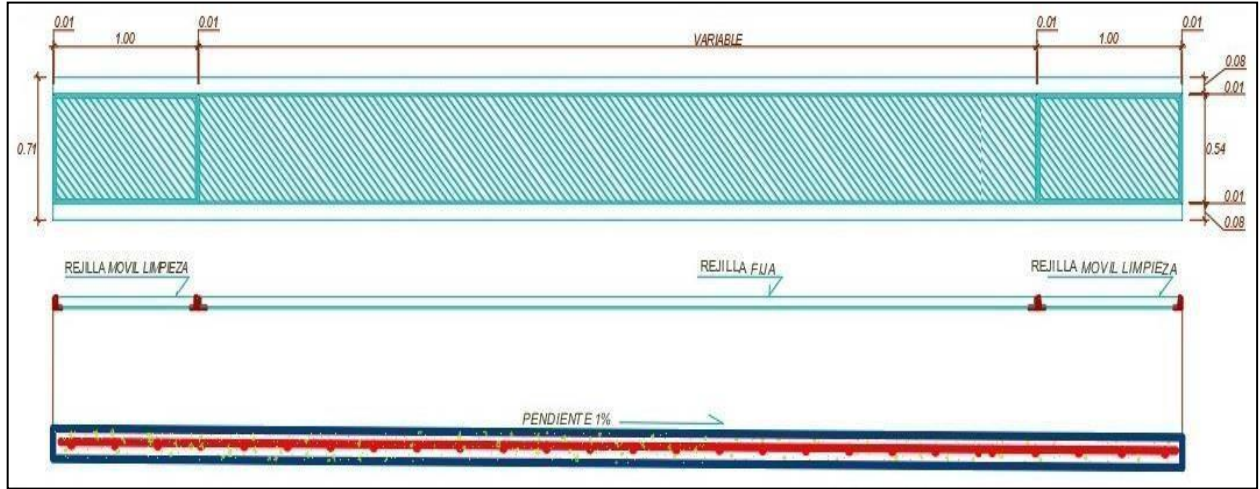 0.01 0.01 0.01 0.01
1.00 VARIABLE 1.00
0.08
0.01
0.71 0.54
0.01
0.08
REJILLA MOVIL LIMPIEZA REJILLA FIJA REJILLA MOVIL LIMPIEZA
PENDIENTE 1%